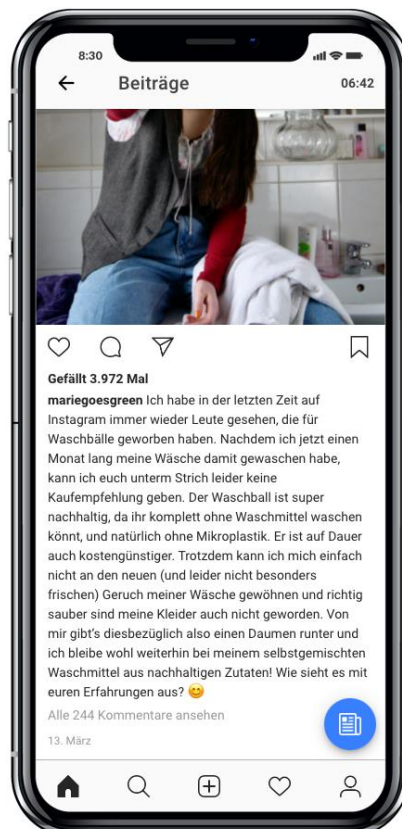 8:30
Beiträge
06:42
Gefällt 3.972 Mal
mariegoesgreen Ich habe in der letzten Zeit auf
Instagram immer wieder Leute gesehen, die für
Waschbälle geworben haben. Nachdem ich jetzt einen
Monat lang meine Wäsche damit gewaschen habe,
kann ich euch unterm Strich leider keine
Kaufempfehlung geben. Der Waschball ist super
nachhaltig, da ihr komplett ohne Waschmittel waschen
könnt, und natürlich ohne Mikroplastik. Er ist auf Dauer
auch kostengünstiger. Trotzdem kann ich mich einfach
nicht an den neuen (und leider nicht besonders
frischen) Geruch meiner Wäsche gewöhnen und richtig
sauber sind meine Kleider auch nicht geworden. Von
mir gibt's diesbezüglich also einen Daumen runter und
ich bleibe wohl weiterhin bei meinem selbstgemischten
Waschmittel aus nachhaltigen Zutaten! Wie sieht es mit
euren Erfahrungen aus? 😊
Alle 244 Kommentare ansehen
13. März